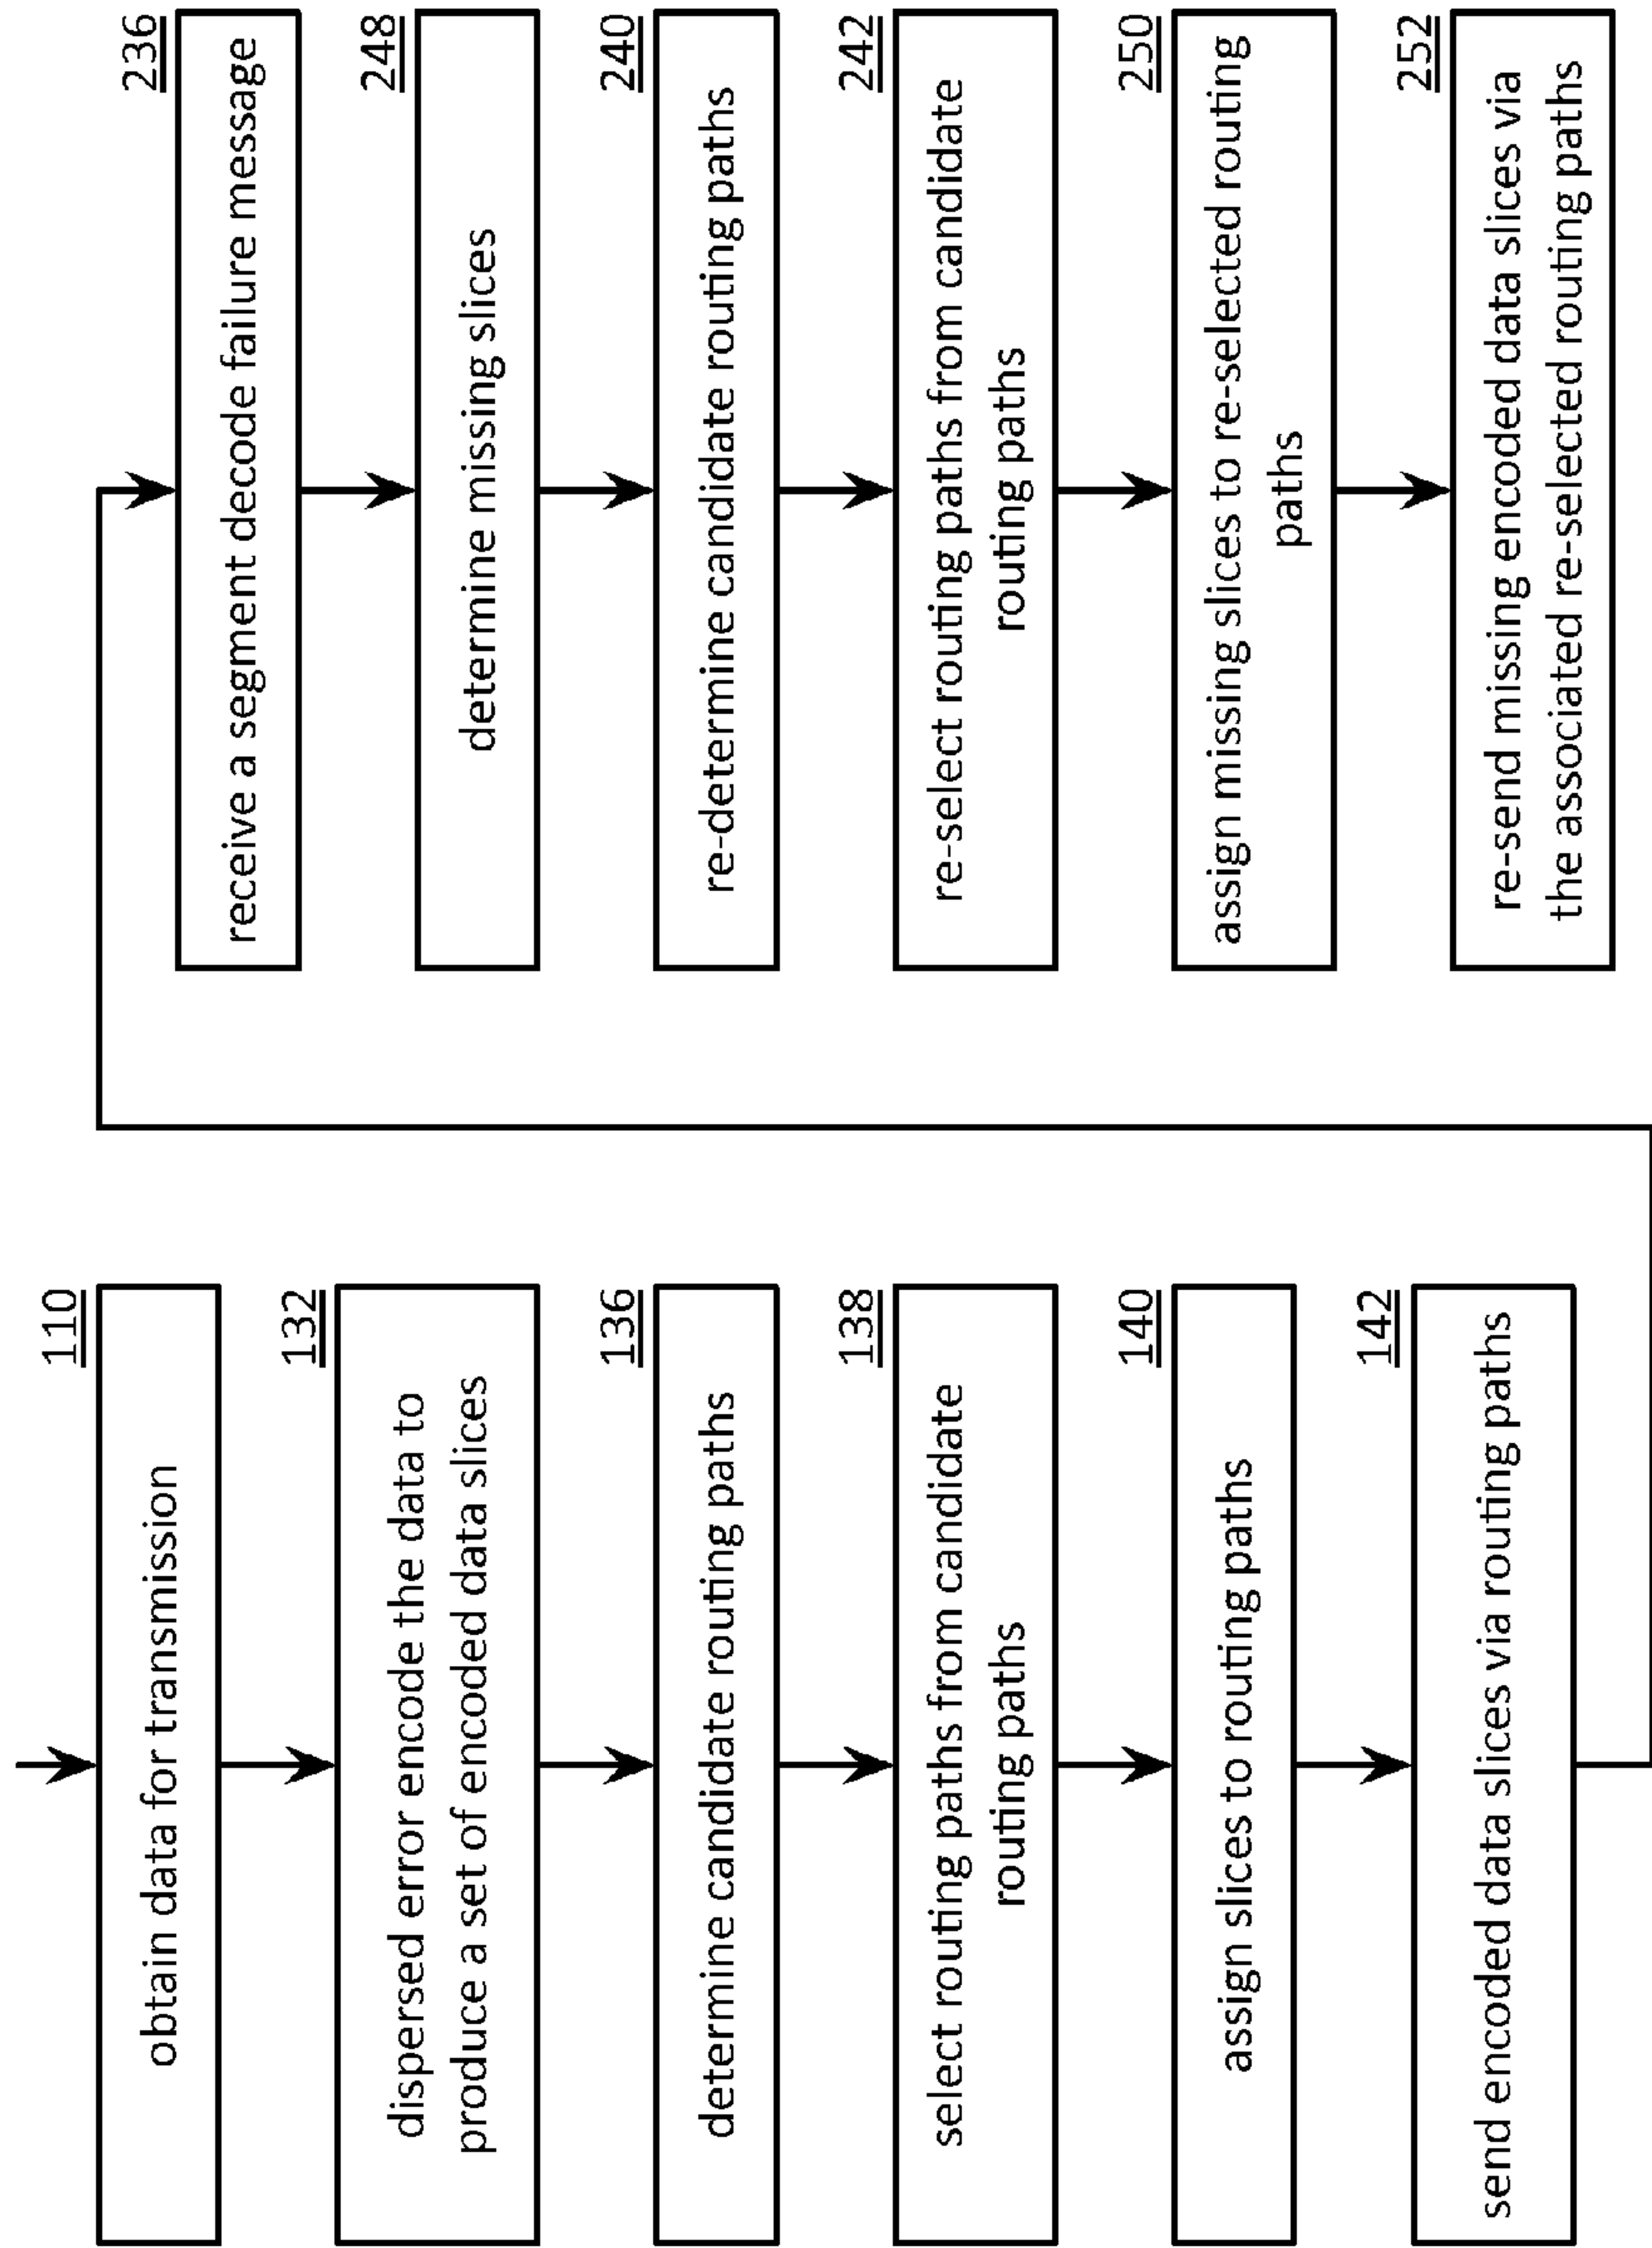 110
obtain data for transmission
132
dispersed error encode the data to
produce a set of encoded data slices
136
determine candidate routing paths
138
select routing paths from candidate
routing paths
140
assign slices to routing paths
142
send encoded data slices via routing paths
236
receive a segment decode failure message
248
determine missing slices
240
re-determine candidate routing paths
242
re-select routing paths from candidate
routing paths
250
assign missing slices to re-selected routing
paths
252
re-send missing encoded data slices via
the associated re-selected routing paths